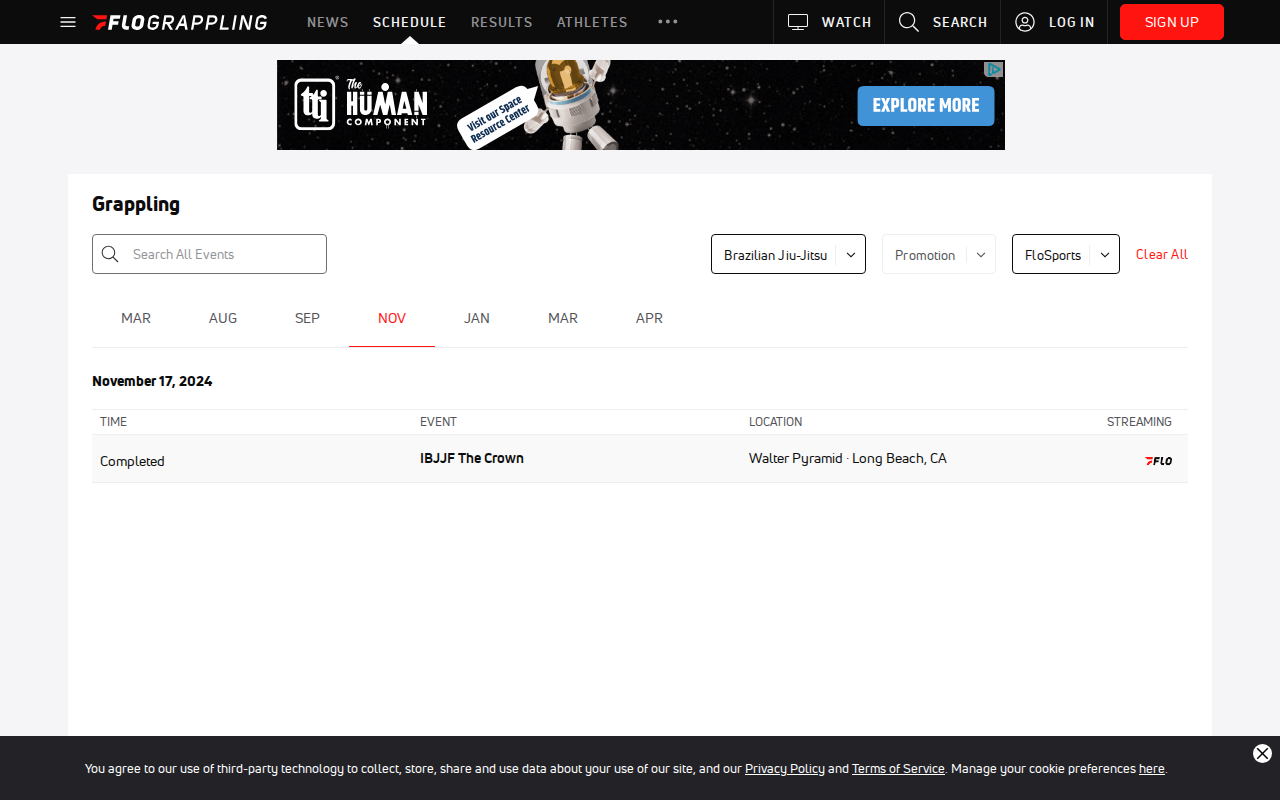 FLOGRAPPLING NEWS SCHEDULE RESULTS ATHLETES ••• WATCH SEARCH LOG IN SIGN UP
tti The HUMAN COMPONENT
Visit our Space
Resource Center
EXPLORE MORE
Grappling
Search All Events Brazilian Jiu-Jitsu Promotion FloSports Clear All
MAR AUG SEP NOV JAN MAR APR
November 17, 2024
TIME EVENT LOCATION STREAMING
Completed IBJJF The Crown Walter Pyramid · Long Beach, CA FLO
You agree to our use of third-party technology to collect, store, share and use data about your use of our site, and our Privacy Policy and Terms of Service. Manage your cookie preferences here.